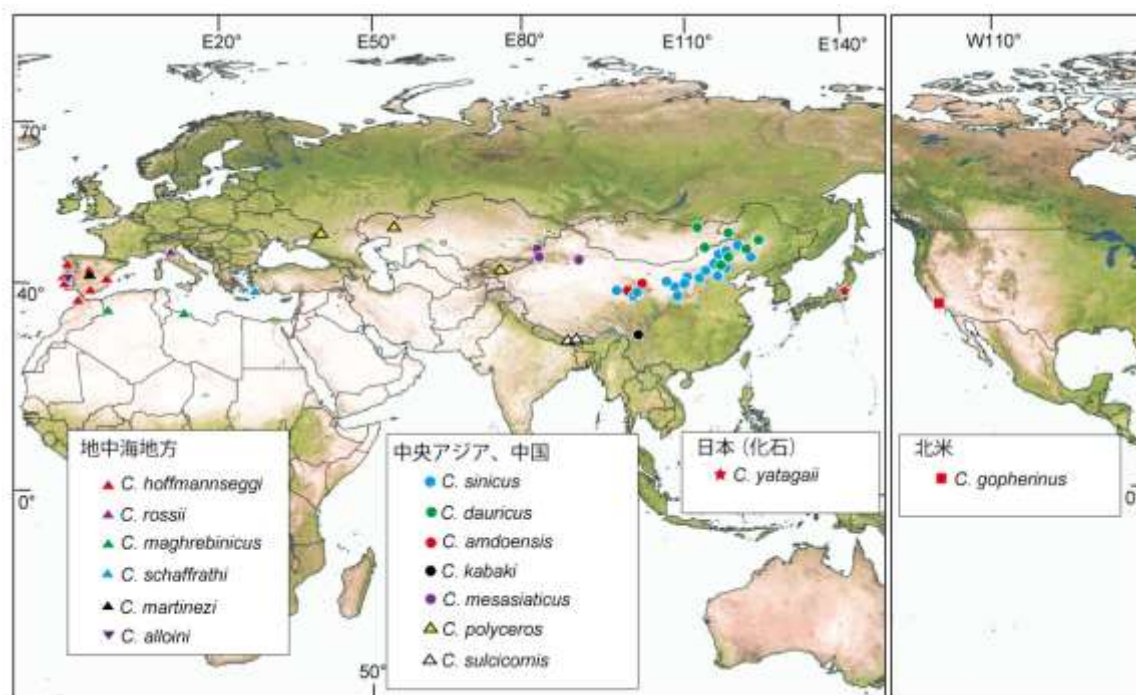 E20° E50° E80° E110° E140° W110°
70°
40°
0° 0
50°
地中海地方
C. hoffmannseggi
C. rossii
C. maghrebinicus
C. schaffrathi
C. martinezi
C. alloini
中央アジア、中国
C. sinicus
C. dauricus
C. amdoensis
C. kabaki
C. mesasiaticus
C. polyceros
C. sulcicornis
日本 (化石)
C. yatagaii
北米
C. gopherinus